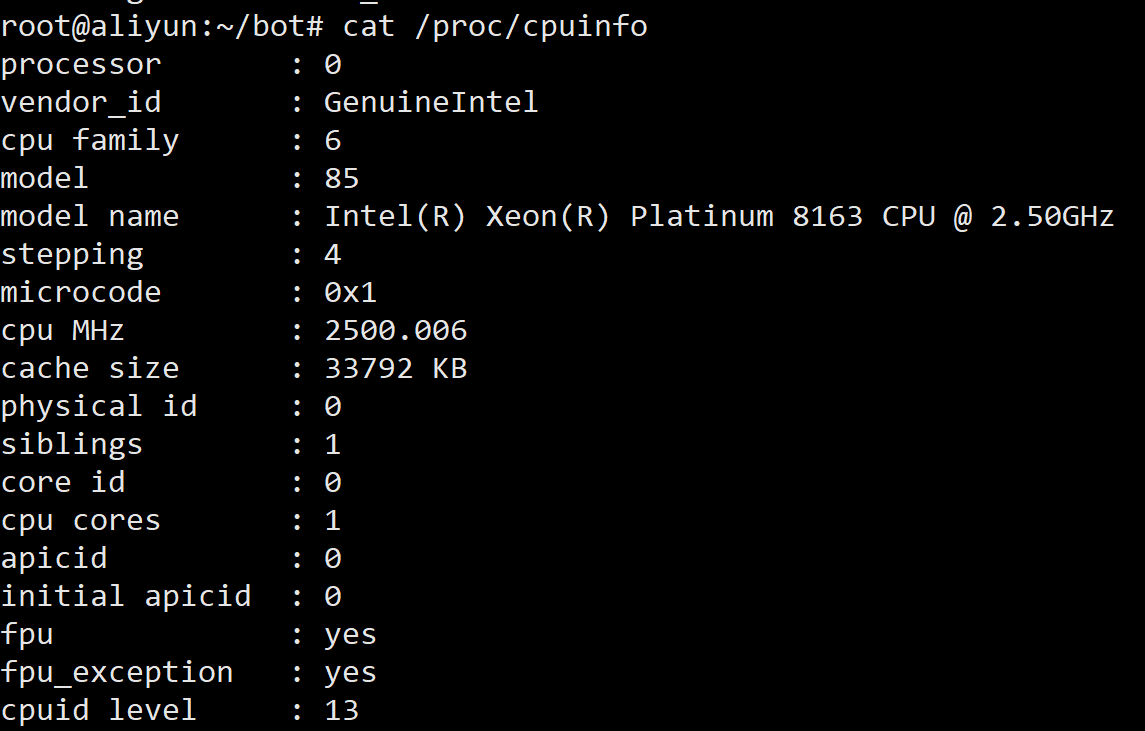 root@aliyun:~/bot# cat /proc/cpuinfo
processor : 0
vendor_id : GenuineIntel
cpu family : 6
model : 85
model name : Intel(R) Xeon(R) Platinum 8163 CPU @ 2.50GHz
stepping : 4
microcode : 0x1
cpu MHz : 2500.006
cache size : 33792 KB
physical id : 0
siblings : 1
core id : 0
cpu cores : 1
apicid : 0
initial apicid : 0
fpu : yes
fpu_exception : yes
cpuid level : 13